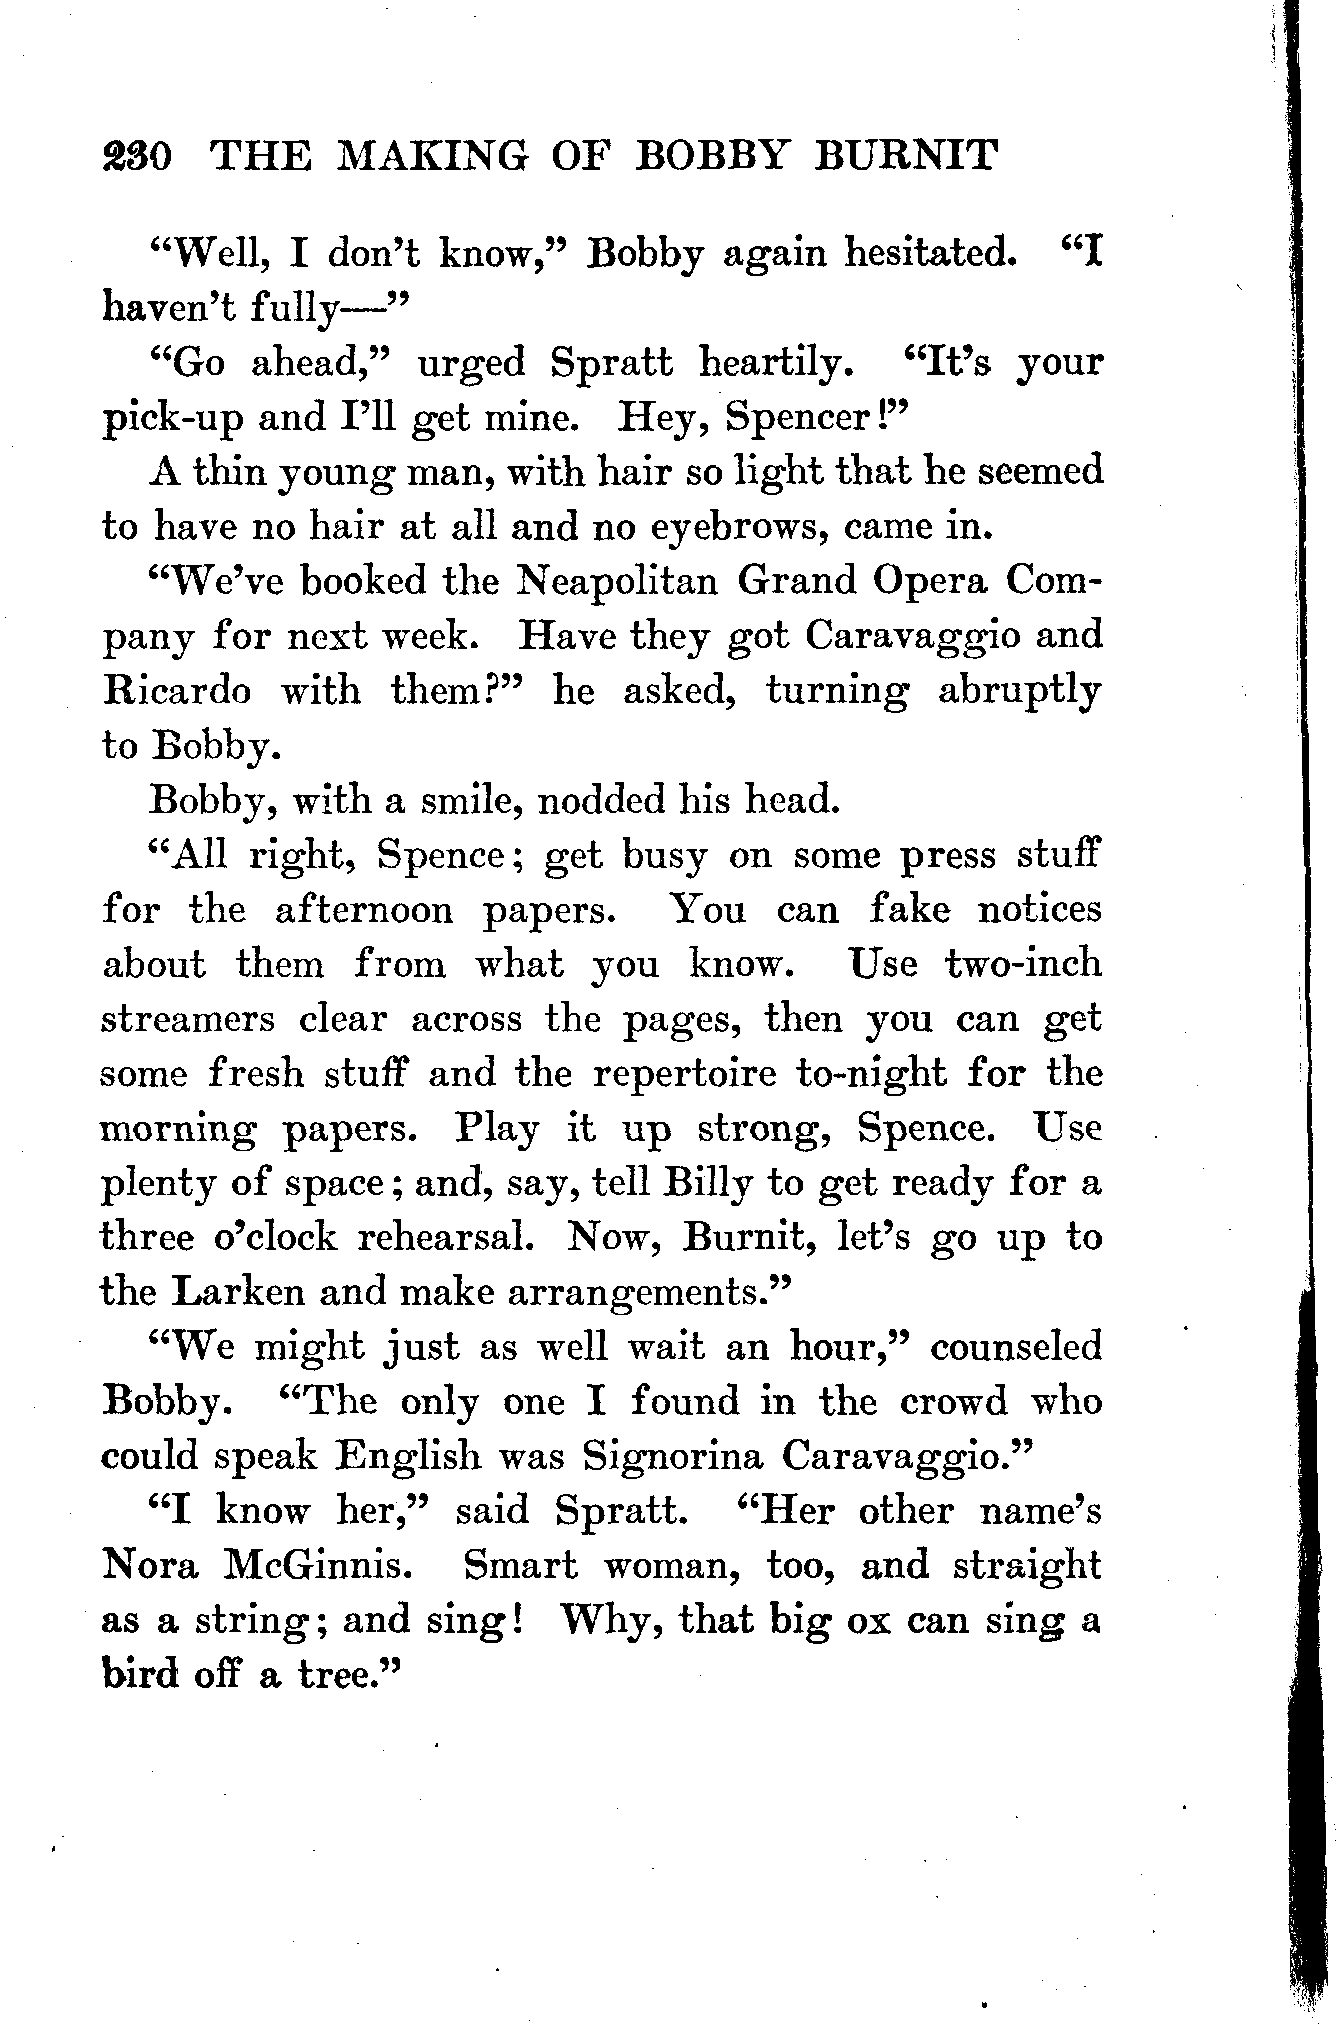 230 THE MAKING OF BOBBY BURNIT
“Well, I don’t know,” Bobby again hesitated. “I
haven’t fully—”
“Go ahead,” urged Spratt heartily. “It’s your
pick-up and I’ll get mine. Hey, Spencer!”
A thin young man, with hair so light that he seemed
to have no hair at all and no eyebrows, came in.
“We’ve booked the Neapolitan Grand Opera Com-
pany for next week. Have they got Caravaggio and
Ricardo with them?” he asked, turning abruptly
to Bobby.
Bobby, with a smile, nodded his head.
“All right, Spence; get busy on some press stuff
for the afternoon papers. You can fake notices
about them from what you know. Use two-inch
streamers clear across the pages, then you can get
some fresh stuff and the repertoire to-night for the
morning papers. Play it up strong, Spence. Use
plenty of space; and, say, tell Billy to get ready for a
three o’clock rehearsal. Now, Burnit, let’s go up to
the Larken and make arrangements.”
“We might just as well wait an hour,” counseled
Bobby. “The only one I found in the crowd who
could speak English was Signorina Caravaggio.”
“I know her,” said Spratt. “Her other name’s
Nora McGinnis. Smart woman, too, and straight
as a string; and sing! Why, that big ox can sing a
bird off a tree.”